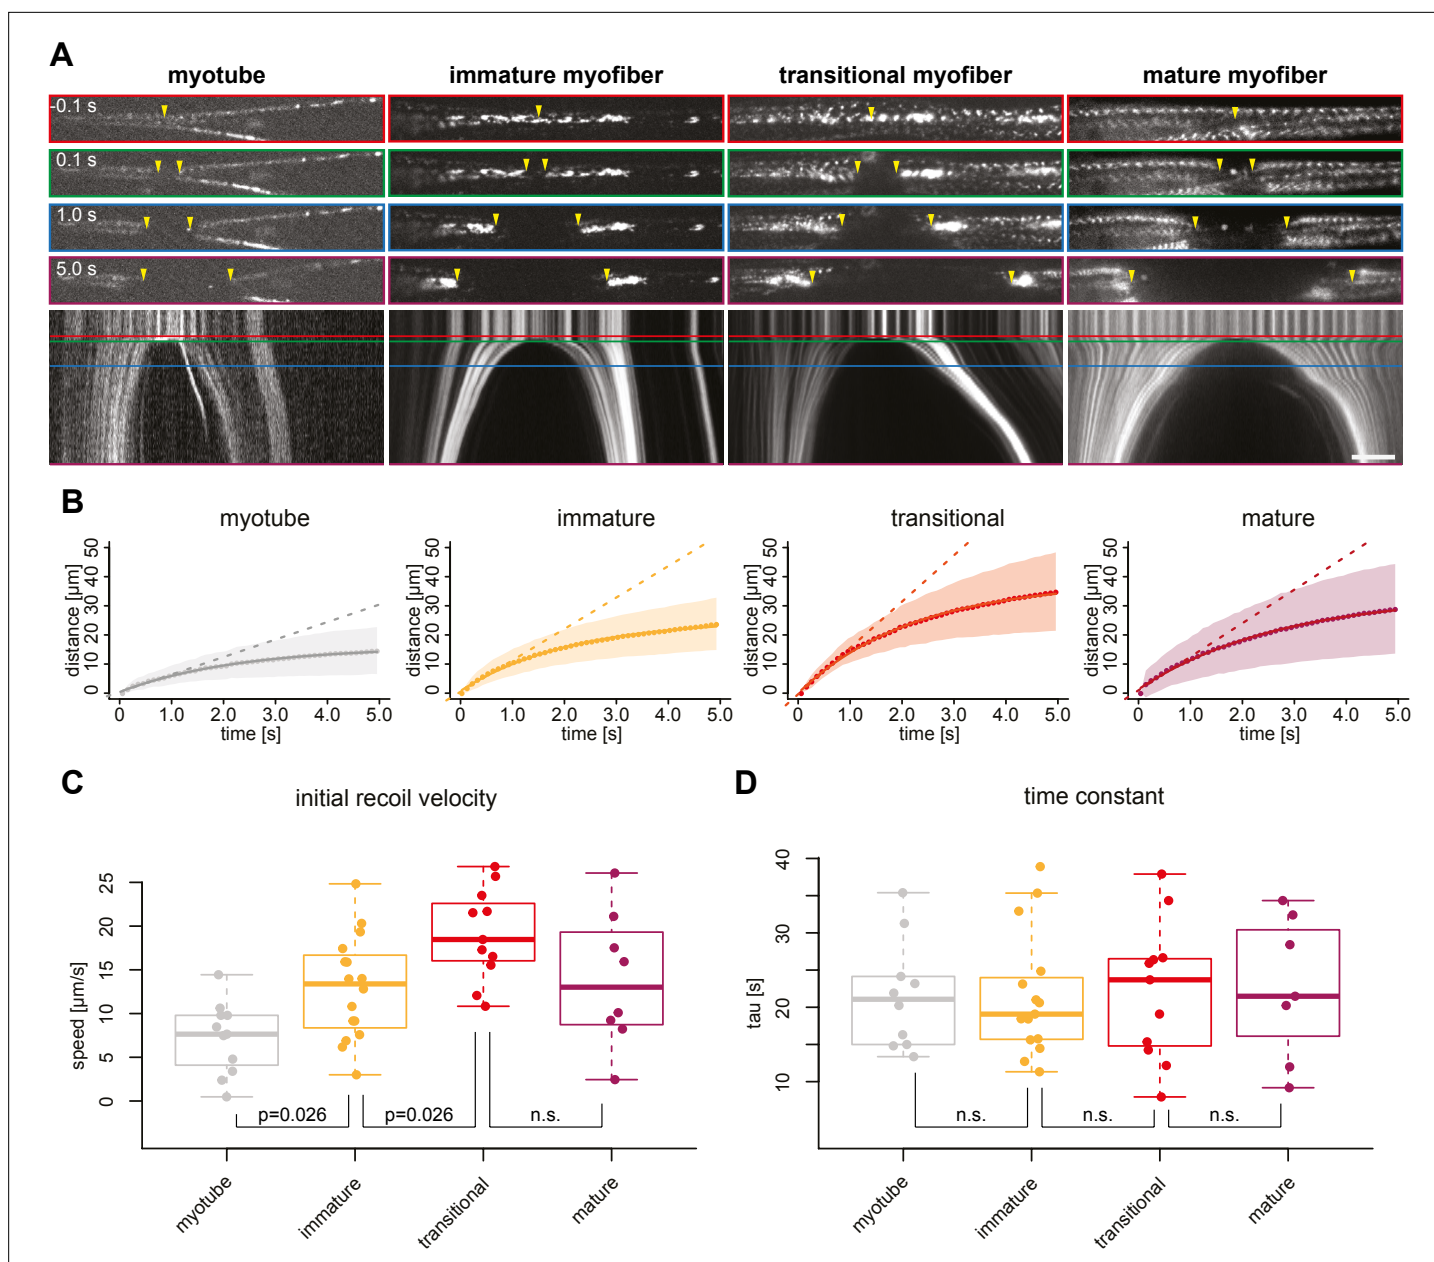 A
myotube
immature myofiber
transitional myofiber
mature myofiber
-0.1 s
0.1 s
1.0 s
5.0 s
B
myotube
immature
transitional
mature
distance [µm]
0 10 20 30 40 50
0 1.0 2.0 3.0 4.0 5.0
time [s]
distance [µm]
0 10 20 30 40 50
0 1.0 2.0 3.0 4.0 5.0
time [s]
distance [µm]
0 10 20 30 40 50
0 1.0 2.0 3.0 4.0 5.0
time [s]
distance [µm]
0 10 20 30 40 50
0 1.0 2.0 3.0 4.0 5.0
time [s]
C
initial recoil velocity
speed [µm/s]
0 5 10 15 20 25
p=0.026
p=0.026
n.s.
myotube
immature
transitional
mature
D
time constant
tau [s]
10 20 30 40
n.s.
n.s.
n.s.
myotube
immature
transitional
mature